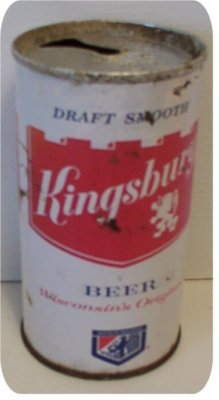 DRAFT SMOOTH
Kingsbury
BEER
Wisconsin's Original